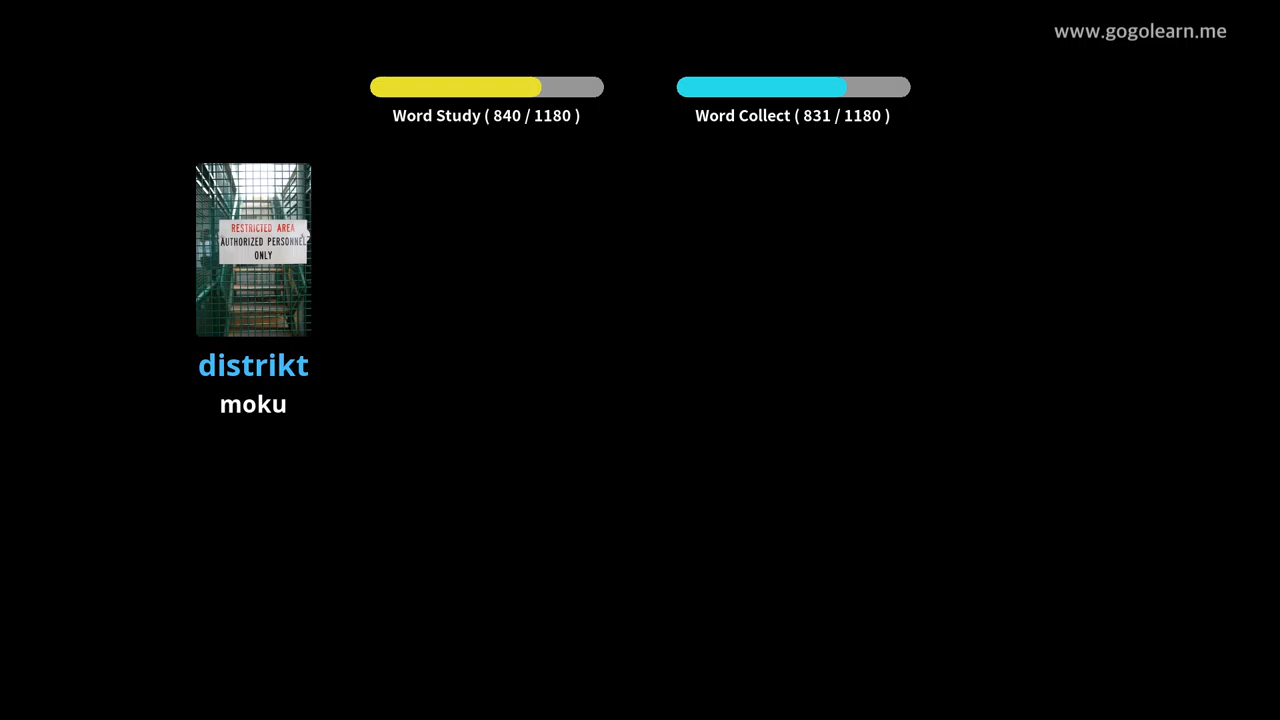 www.gogolearn.me
Word Study ( 840 / 1180 )
Word Collect ( 831 / 1180 )
RESTRICTED AREA
AUTHORIZED PERSONNEL
ONLY
distrikt
moku